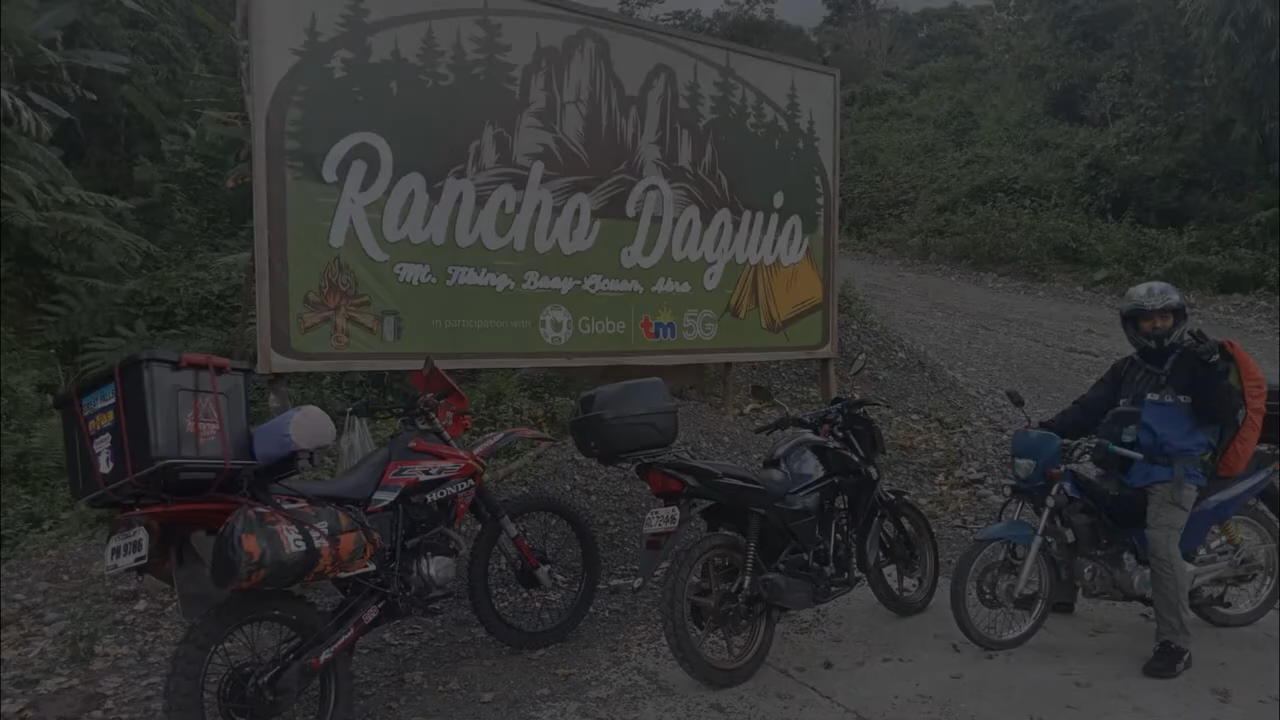 Rancho Daguio
Mt. Tibing, Baay-Licuan, Abra
in participation with Globe tm 5G
CRF
HONDA